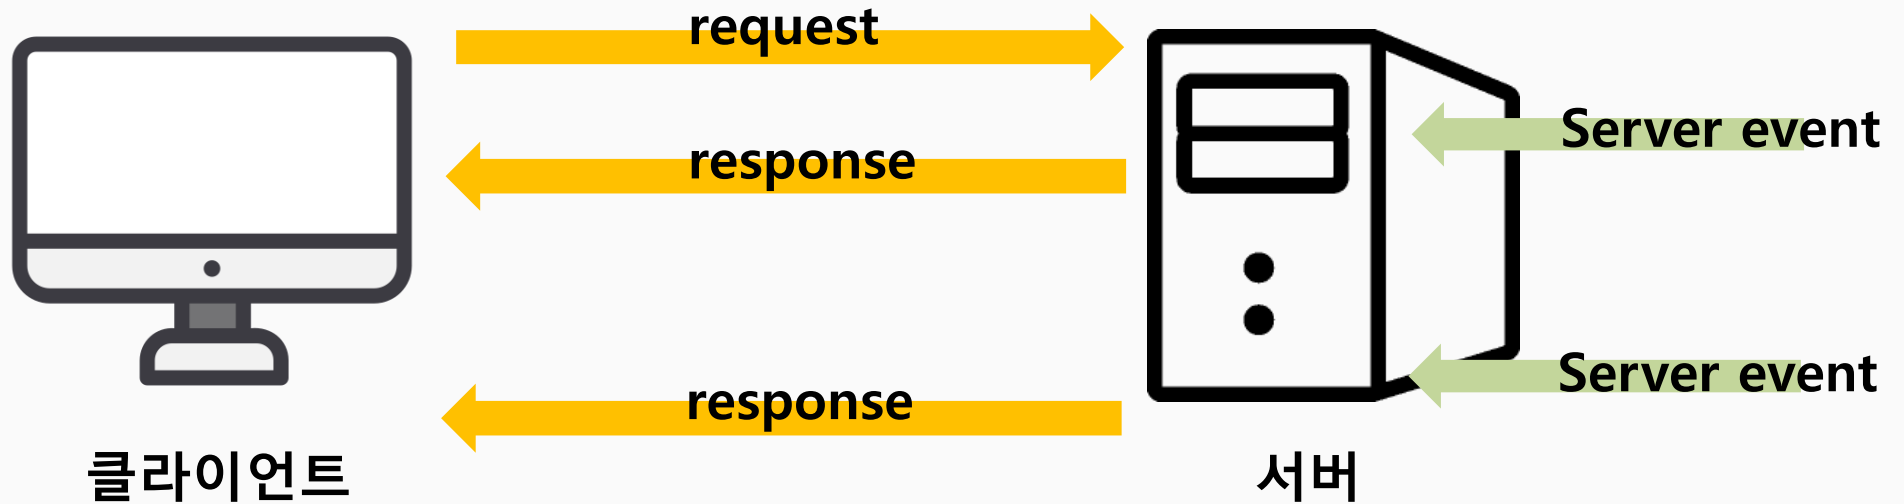 request
Server event
response
Server event
response
클라이언트
서버